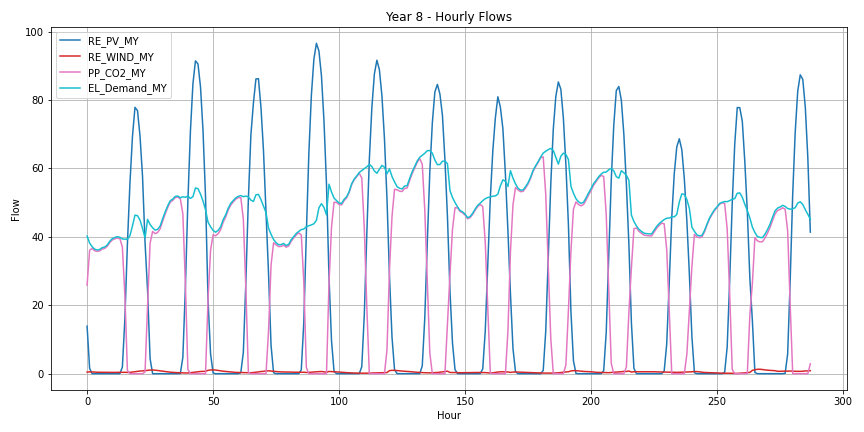 Year 8 - Hourly Flows
RE_PV_MY
RE_WIND_MY
PP_CO2_MY
EL_Demand_MY
Flow
100
80
60
40
20
0
0 50 100 150 200 250 300
Hour